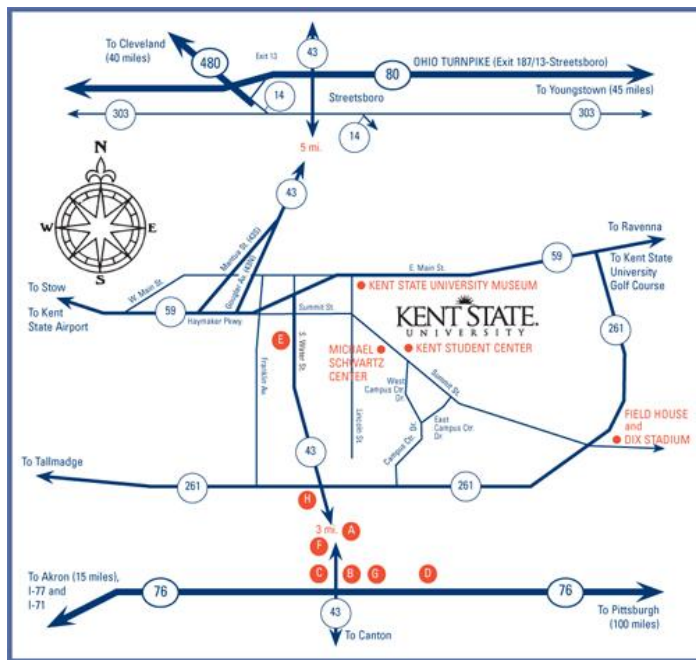 To Cleveland
(40 miles)
480
Exit 13
43
80
OHIO TURNPIKE (Exit 187/13-Streetsboro)
To Youngstown (45 miles)
14
Streetsboro
303
14
303
5 mi.
N
W
E
S
43
Mantua St. (43S)
Gougler Av. (43N)
To Ravenna
59
To Kent State
University
Golf Course
E. Main St.
W. Main St.
To Stow
To Kent
State Airport
59
Haymaker Pkwy
Summit St.
KENT STATE UNIVERSITY MUSEUM
KENT STATE
UNIVERSITY
261
E
S. Water St.
Franklin Av.
MICHAEL
SCHWARTZ
CENTER
KENT STUDENT CENTER
West
Campus Ctr.
Dr.
Summit St.
East
Campus Ctr.
Dr.
Campus Ctr. Dr.
Lincoln St.
FIELD HOUSE
and
DIX STADIUM
43
To Tallmadge
261
261
H
3 mi.
A
F
C
B
G
D
To Akron (15 miles),
I-77 and
I-71
76
76
43
To Canton
To Pittsburgh
(100 miles)